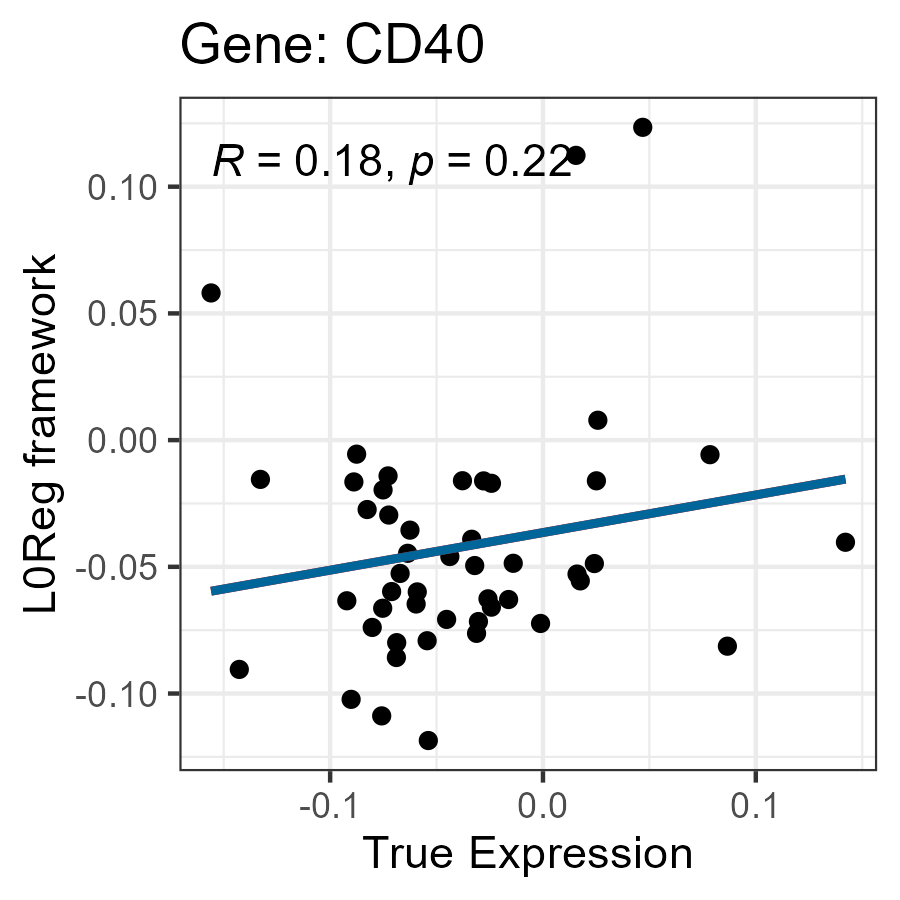 Gene: CD40
R = 0.18, p = 0.22
0.10
0.05
0.00
-0.05
-0.10
L0Reg framework
-0.1
0.0
0.1
True Expression